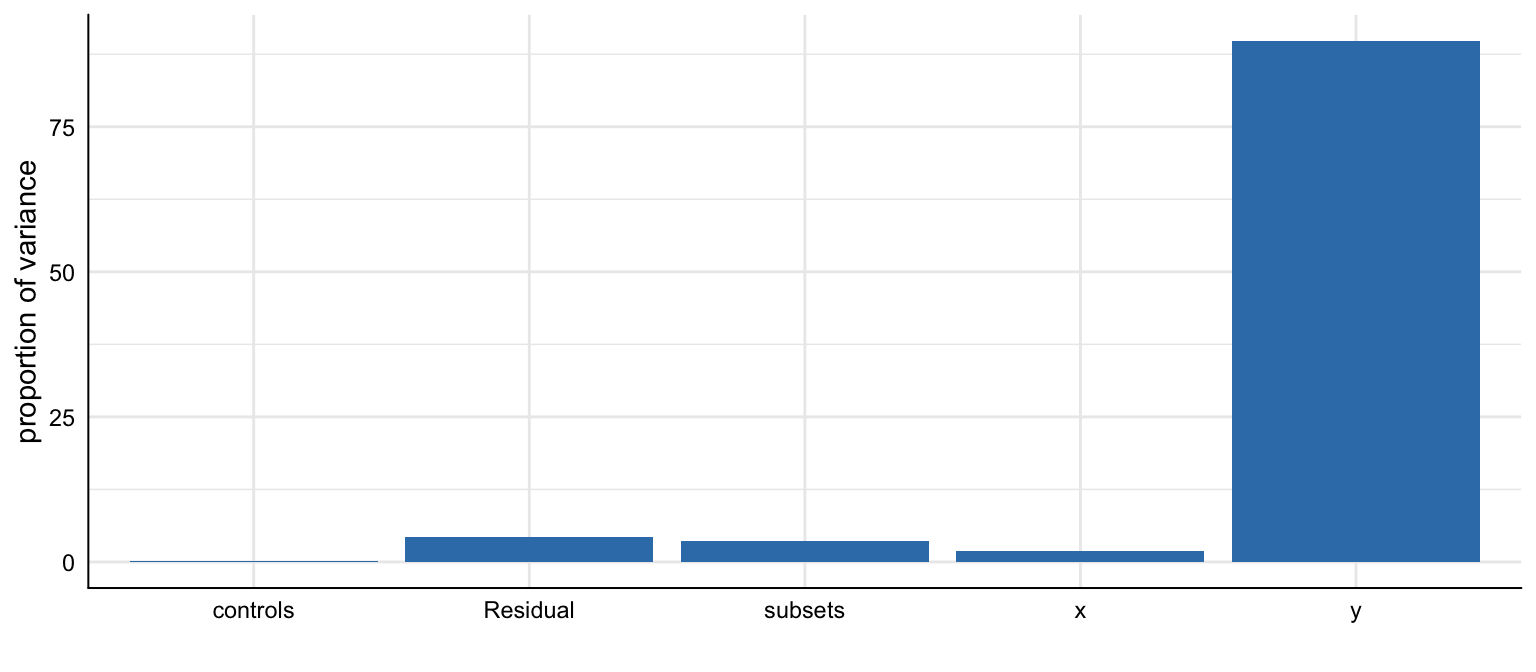 proportion of variance
75
50
25
0
controls
Residual
subsets
x
y